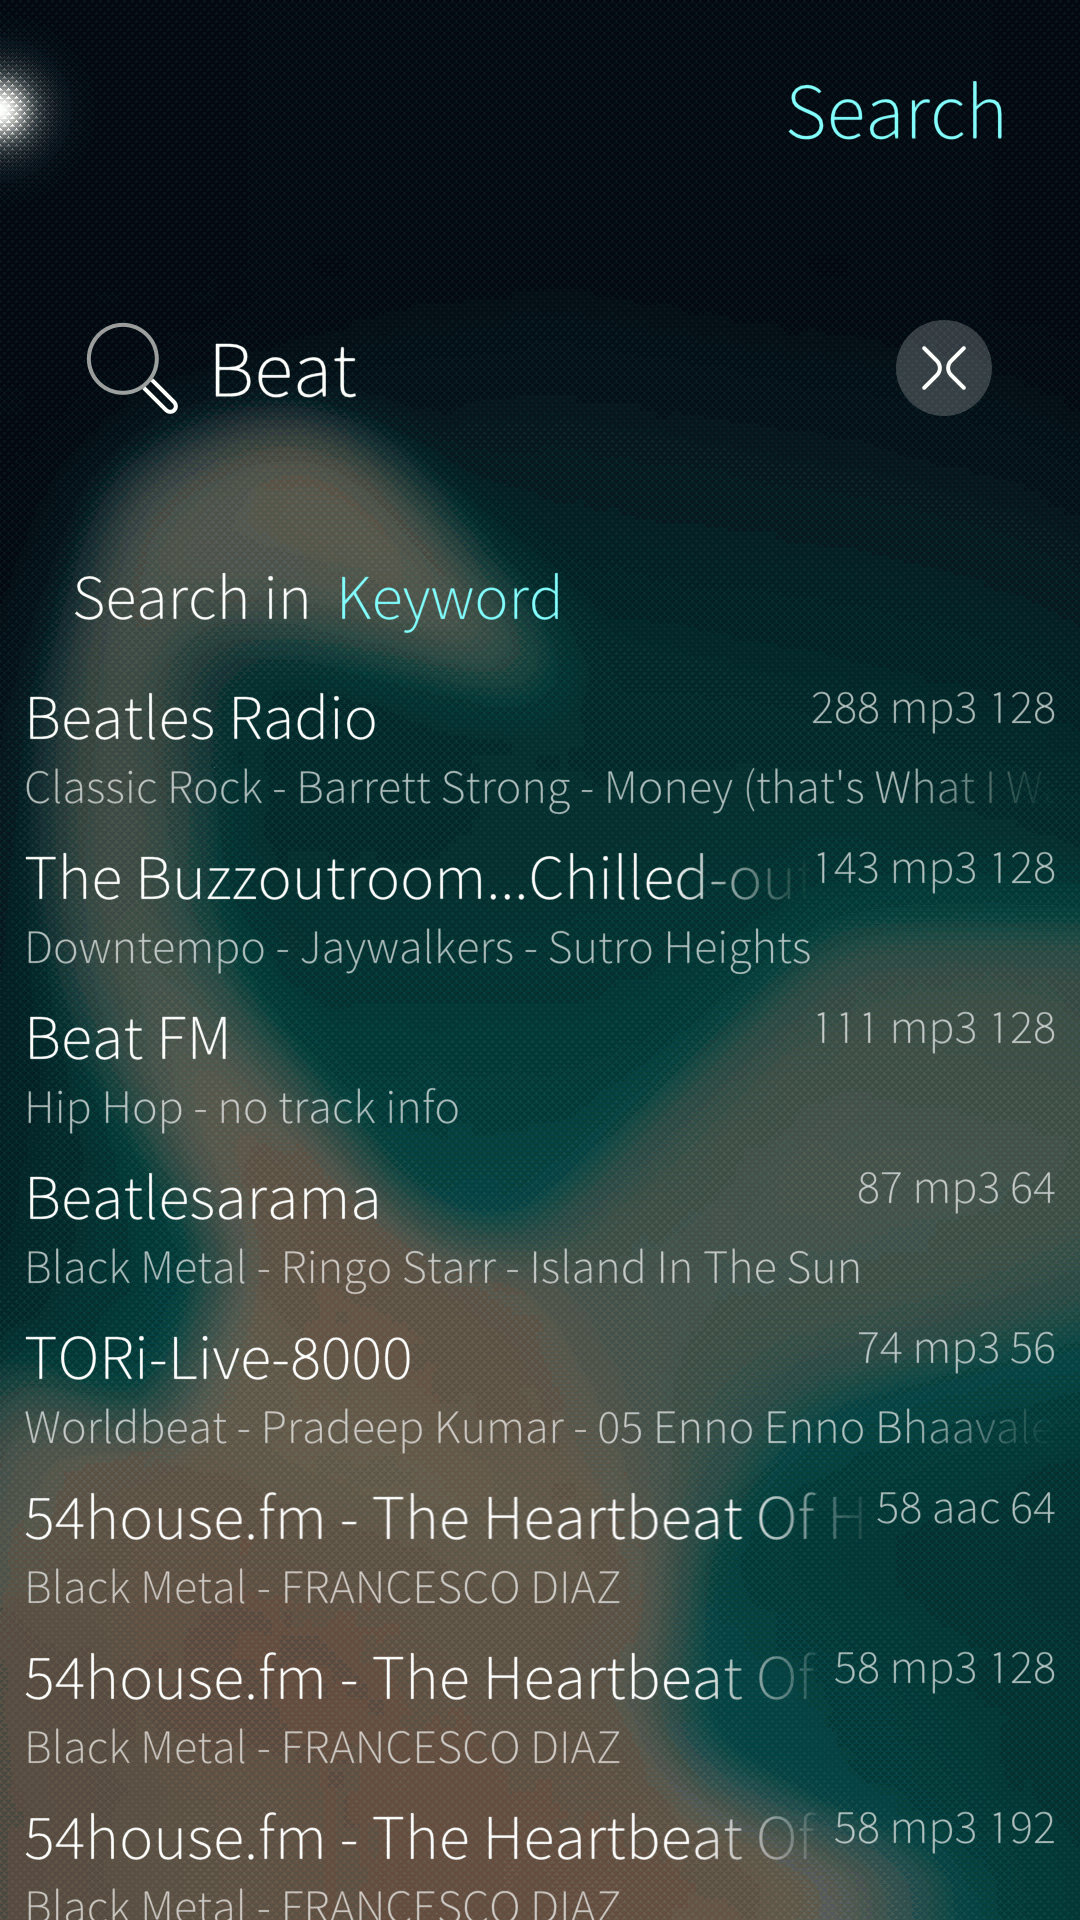 Search
Beat
Search in Keyword
Beatles Radio 288 mp3 128
Classic Rock - Barrett Strong - Money (that's What I W
The Buzzoutroom...Chilled-out 143 mp3 128
Downtempo - Jaywalkers - Sutro Heights
Beat FM 111 mp3 128
Hip Hop - no track info
Beatlesarama 87 mp3 64
Black Metal - Ringo Starr - Island In The Sun
TORi-Live-8000 74 mp3 56
Worldbeat - Pradeep Kumar - 05 Enno Enno Bhaavale
54house.fm - The Heartbeat Of H 58 aac 64
Black Metal - FRANCESCO DIAZ
54house.fm - The Heartbeat Of 58 mp3 128
Black Metal - FRANCESCO DIAZ
54house.fm - The Heartbeat Of 58 mp3 192
Black Metal - FRANCESCO DIAZ